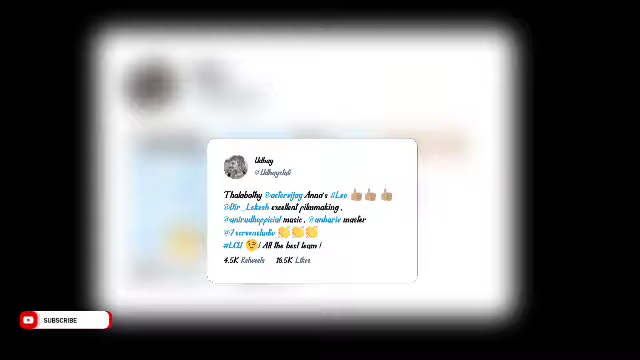 Udhay
@Udhaystali
Thalabathy @actorvijay Anna's #Leo 👍🏽👍🏽👍🏽
@Dir_Lokesh excellent filmmaking ,
@anirudhofficial music , @anbariv master
@7screenstudio 👏👏👏
#LCU 😉! All the best team !
4.5K Retweets 16.5K Likes
SUBSCRIBE